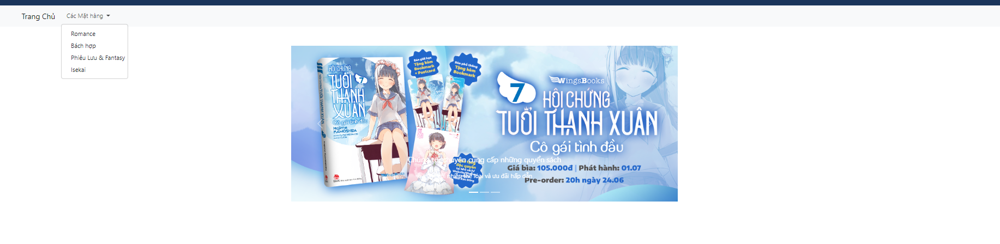 Trang Chủ
Các Mặt hàng
Romance
Bách hợp
Phiêu Lưu & Fantasy
Isekai
Bản giới hạn
Tặng kèm
Bookmark
+ Postcard
Bản phổ thông
Tặng kèm
Bookmark
HỘI CHỨNG
TUỔI 7
THANH
XUÂN
Cô gái tình đầu
Hajime
KAMOSHIDA
WingsBooks
7
HỘI CHỨNG
TUỔI THANH XUÂN
Cô gái tình đầu
Giá bìa: 105.000đ | Phát hành: 01.07
Pre-order: 20h ngày 24.06
Chúng tôi chuyên cung cấp những quyển sách
nhiều thể loại và ưu đãi hấp dẫn
độc quyền